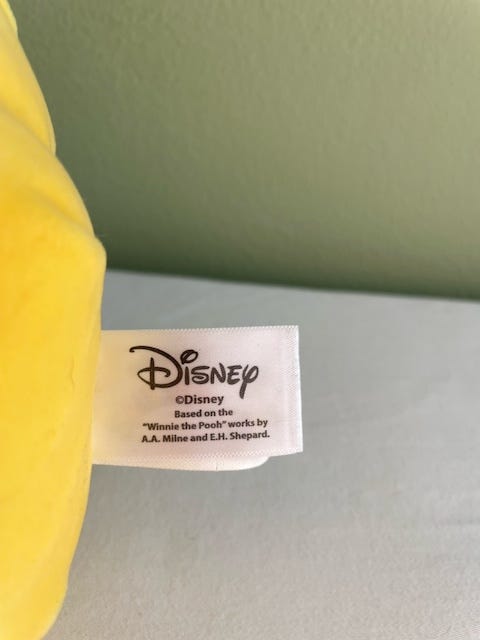 Disney
©Disney
Based on the
"Winnie the Pooh" works by
A.A. Milne and E.H. Shepard.